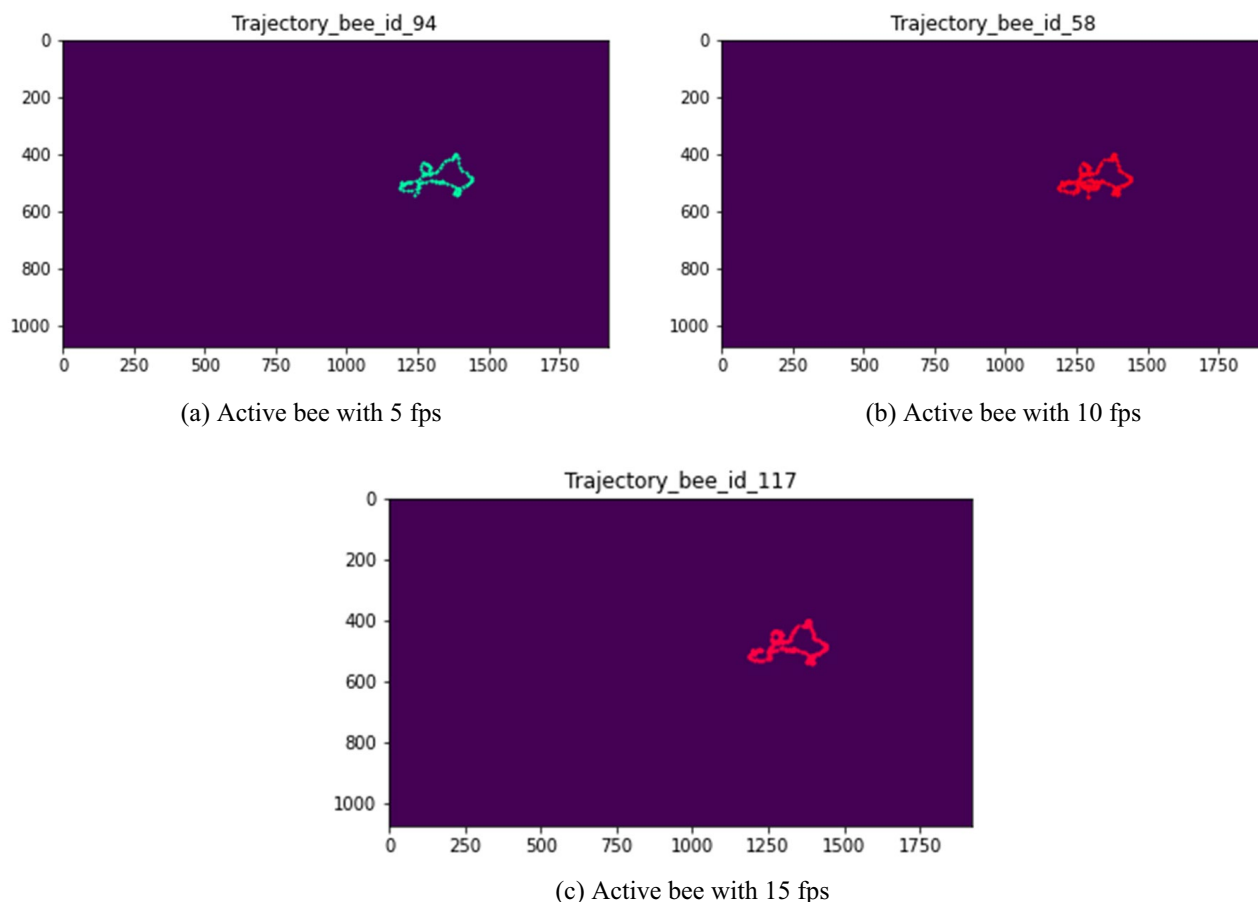 Trajectory_bee_id_94
0
200
400
600
800
1000
0 250 500 750 1000 1250 1500 1750
(a) Active bee with 5 fps
Trajectory_bee_id_58
0
200
400
600
800
1000
0 250 500 750 1000 1250 1500 1750
(b) Active bee with 10 fps
Trajectory_bee_id_117
0
200
400
600
800
1000
0 250 500 750 1000 1250 1500 1750
(c) Active bee with 15 fps